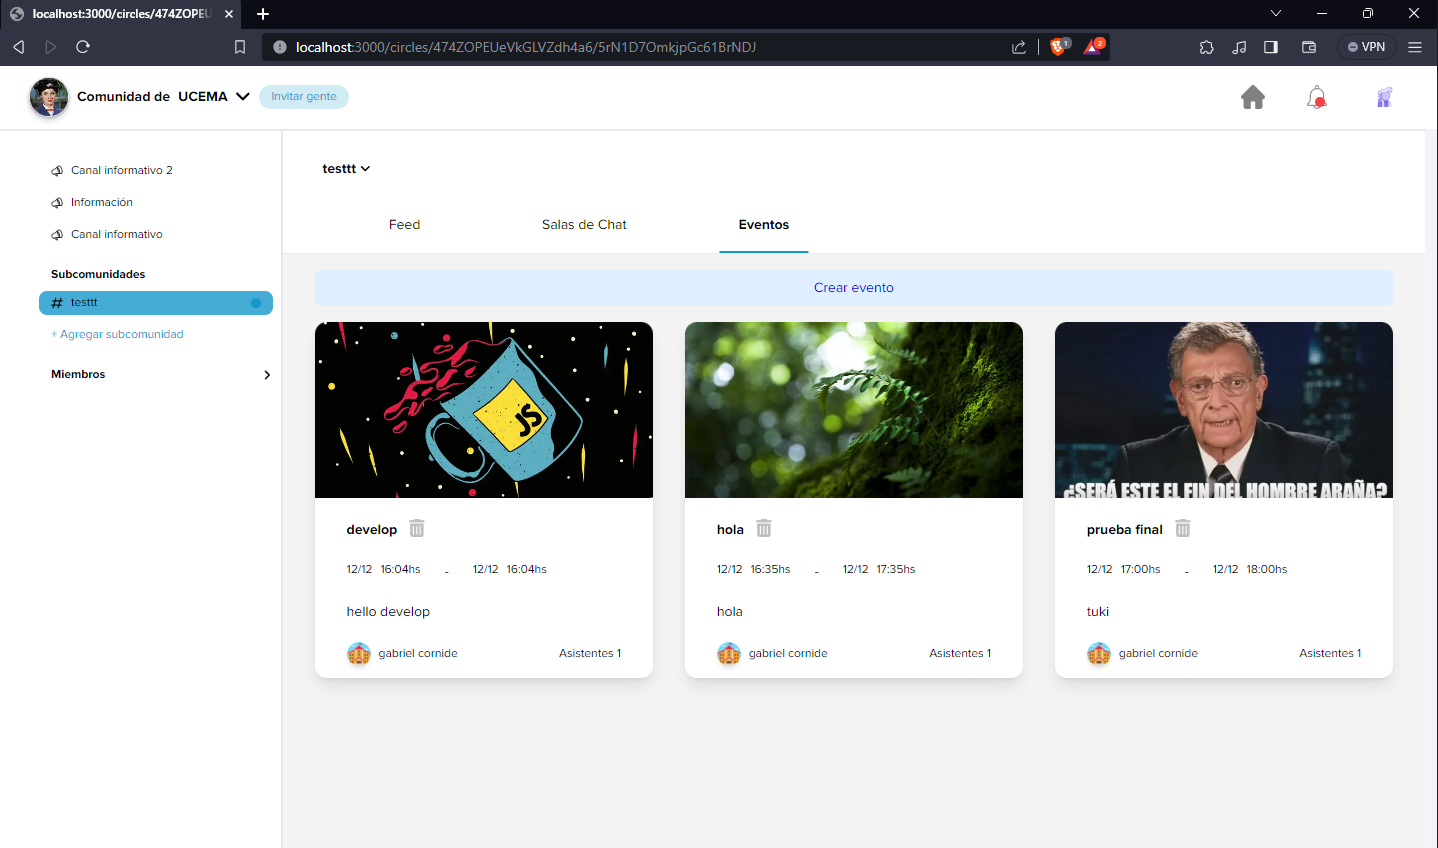 localhost:3000/circles/474ZOPEU
localhost:3000/circles/474ZOPEUeVkGLVZdh4a6/5rN1D7OmkjpGc61BrNDJ
1
2
VPN
Comunidad de UCEMA
Invitar gente
Canal informativo 2
Información
Canal informativo
Subcomunidades
# testtt
+ Agregar subcomunidad
Miembros
testtt
Feed
Salas de Chat
Eventos
Crear evento
JS
develop
12/12 16:04hs - 12/12 16:04hs
hello develop
gabriel cornide
Asistentes 1
hola
12/12 16:35hs - 12/12 17:35hs
hola
gabriel cornide
Asistentes 1
¿SERÁ ESTE EL FIN DEL HOMBRE ARAÑA?
prueba final
12/12 17:00hs - 12/12 18:00hs
tuki
gabriel cornide
Asistentes 1